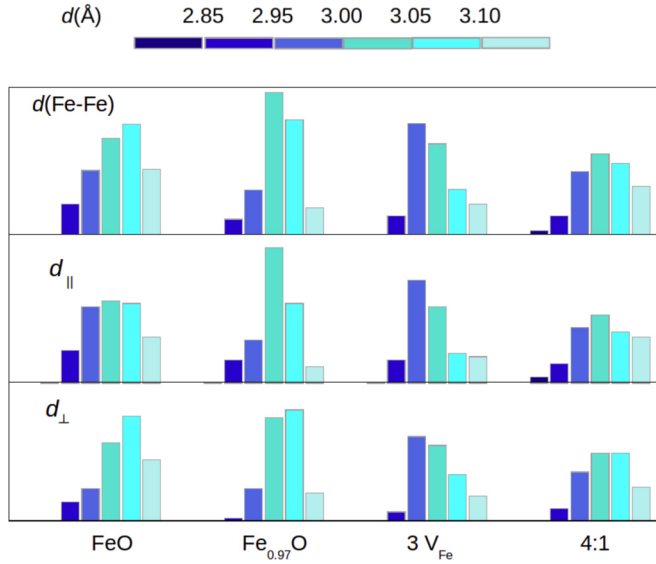 d(Å) 2.85 2.95 3.00 3.05 3.10
d(Fe-Fe)
d∥
d⊥
FeO Fe0.97O 3 VFe 4:1